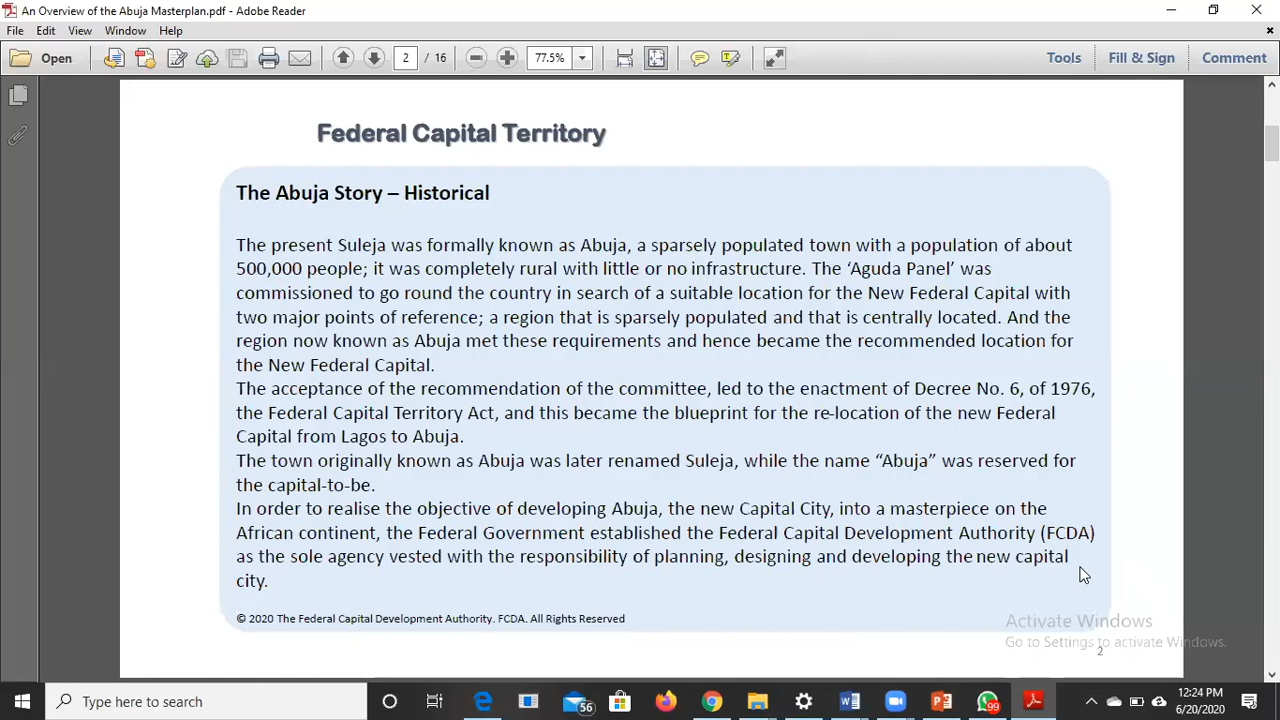 An Overview of the Abuja Masterplan.pdf - Adobe Reader
File Edit View Window Help
Open 2 / 16 77.5% Tools Fill & Sign Comment
Federal Capital Territory
The Abuja Story – Historical
The present Suleja was formally known as Abuja, a sparsely populated town with a population of about
500,000 people; it was completely rural with little or no infrastructure. The ‘Aguda Panel’ was
commissioned to go round the country in search of a suitable location for the New Federal Capital with
two major points of reference; a region that is sparsely populated and that is centrally located. And the
region now known as Abuja met these requirements and hence became the recommended location for
the New Federal Capital.
The acceptance of the recommendation of the committee, led to the enactment of Decree No. 6, of 1976,
the Federal Capital Territory Act, and this became the blueprint for the re-location of the new Federal
Capital from Lagos to Abuja.
The town originally known as Abuja was later renamed Suleja, while the name “Abuja” was reserved for
the capital-to-be.
In order to realise the objective of developing Abuja, the new Capital City, into a masterpiece on the
African continent, the Federal Government established the Federal Capital Development Authority (FCDA)
as the sole agency vested with the responsibility of planning, designing and developing the new capital
city.
© 2020 The Federal Capital Development Authority. FCDA. All Rights Reserved
Activate Windows
Go to Settings to activate Windows.
2
Type here to search
56
99
12:24 PM
6/20/2020